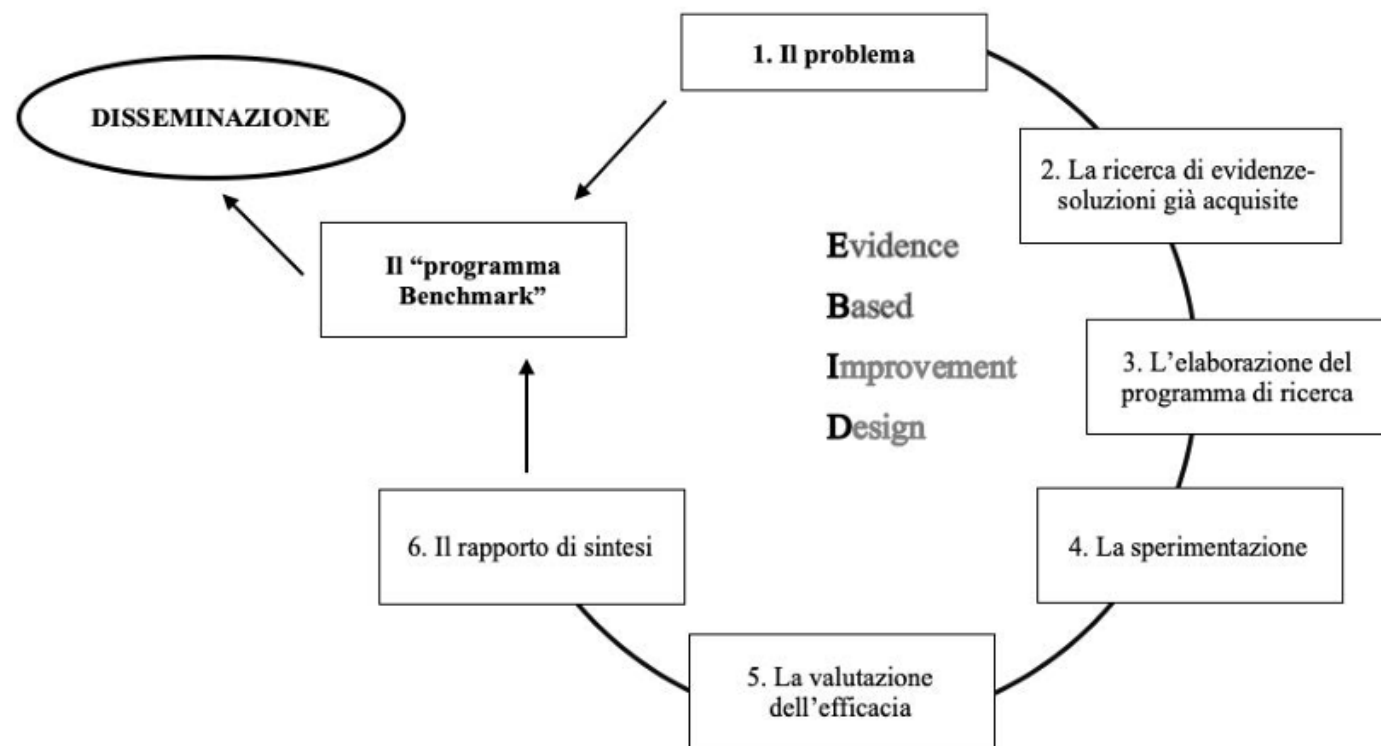 1. Il problema
DISSEMINAZIONE
2. La ricerca di evidenze-
soluzioni già acquisite
Il “programma
Benchmark”
Evidence
Based
Improvement
Design
3. L’elaborazione del
programma di ricerca
6. Il rapporto di sintesi
4. La sperimentazione
5. La valutazione
dell’efficacia